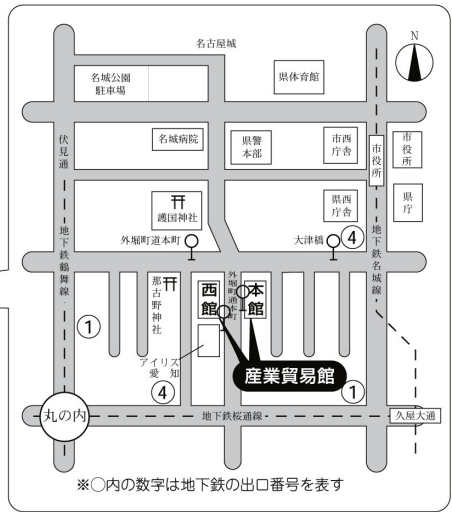 名古屋城
N
名城公園
駐車場
県体育館
伏見通
名城病院
県警
本部
市西
庁舎
市役所
市役所
護国神社
県西
庁舎
県庁
外堀町道本町
大津橋
④
地下鉄鶴舞線
地下鉄名城線
那古野神社
西館
外堀町通本町
本館
①
アイリス
愛知
産業貿易館
④
①
丸の内
地下鉄桜通線
久屋大通
※○内の数字は地下鉄の出口番号を表す